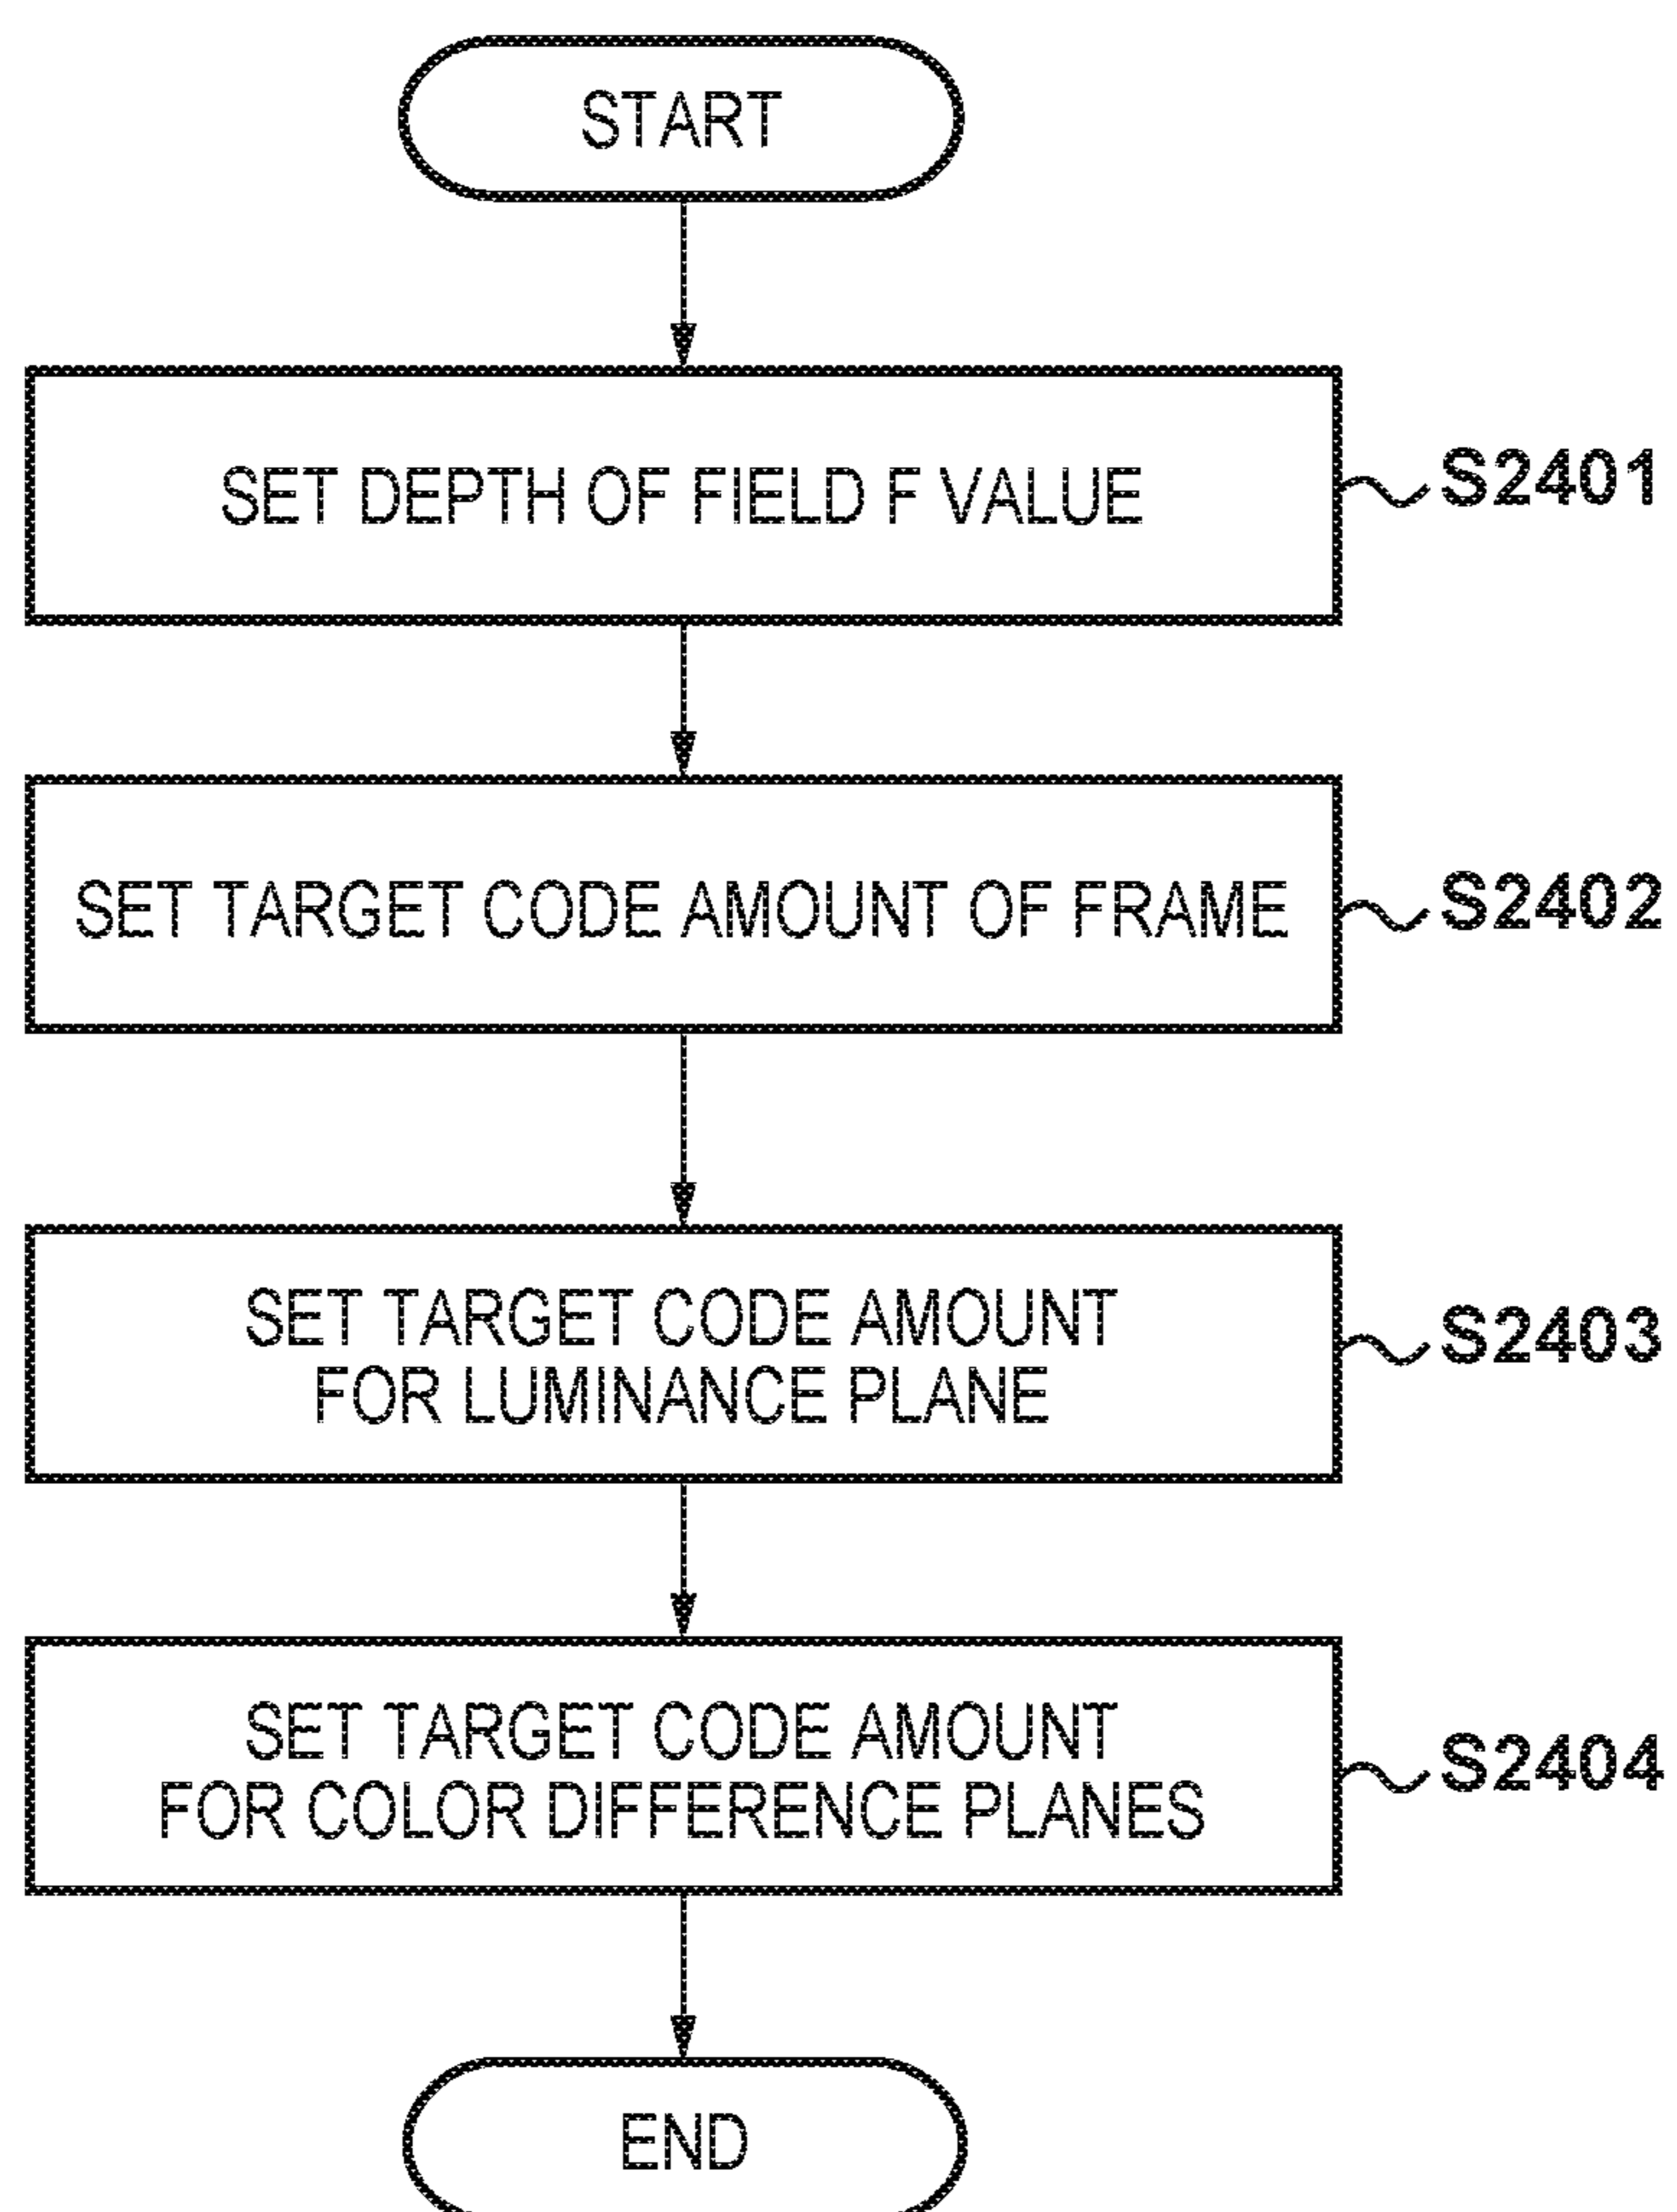 START
SET DEPTH OF FIELD F VALUE
S2401
SET TARGET CODE AMOUNT OF FRAME
S2402
SET TARGET CODE AMOUNT
FOR LUMINANCE PLANE
S2403
SET TARGET CODE AMOUNT
FOR COLOR DIFFERENCE PLANES
S2404
END